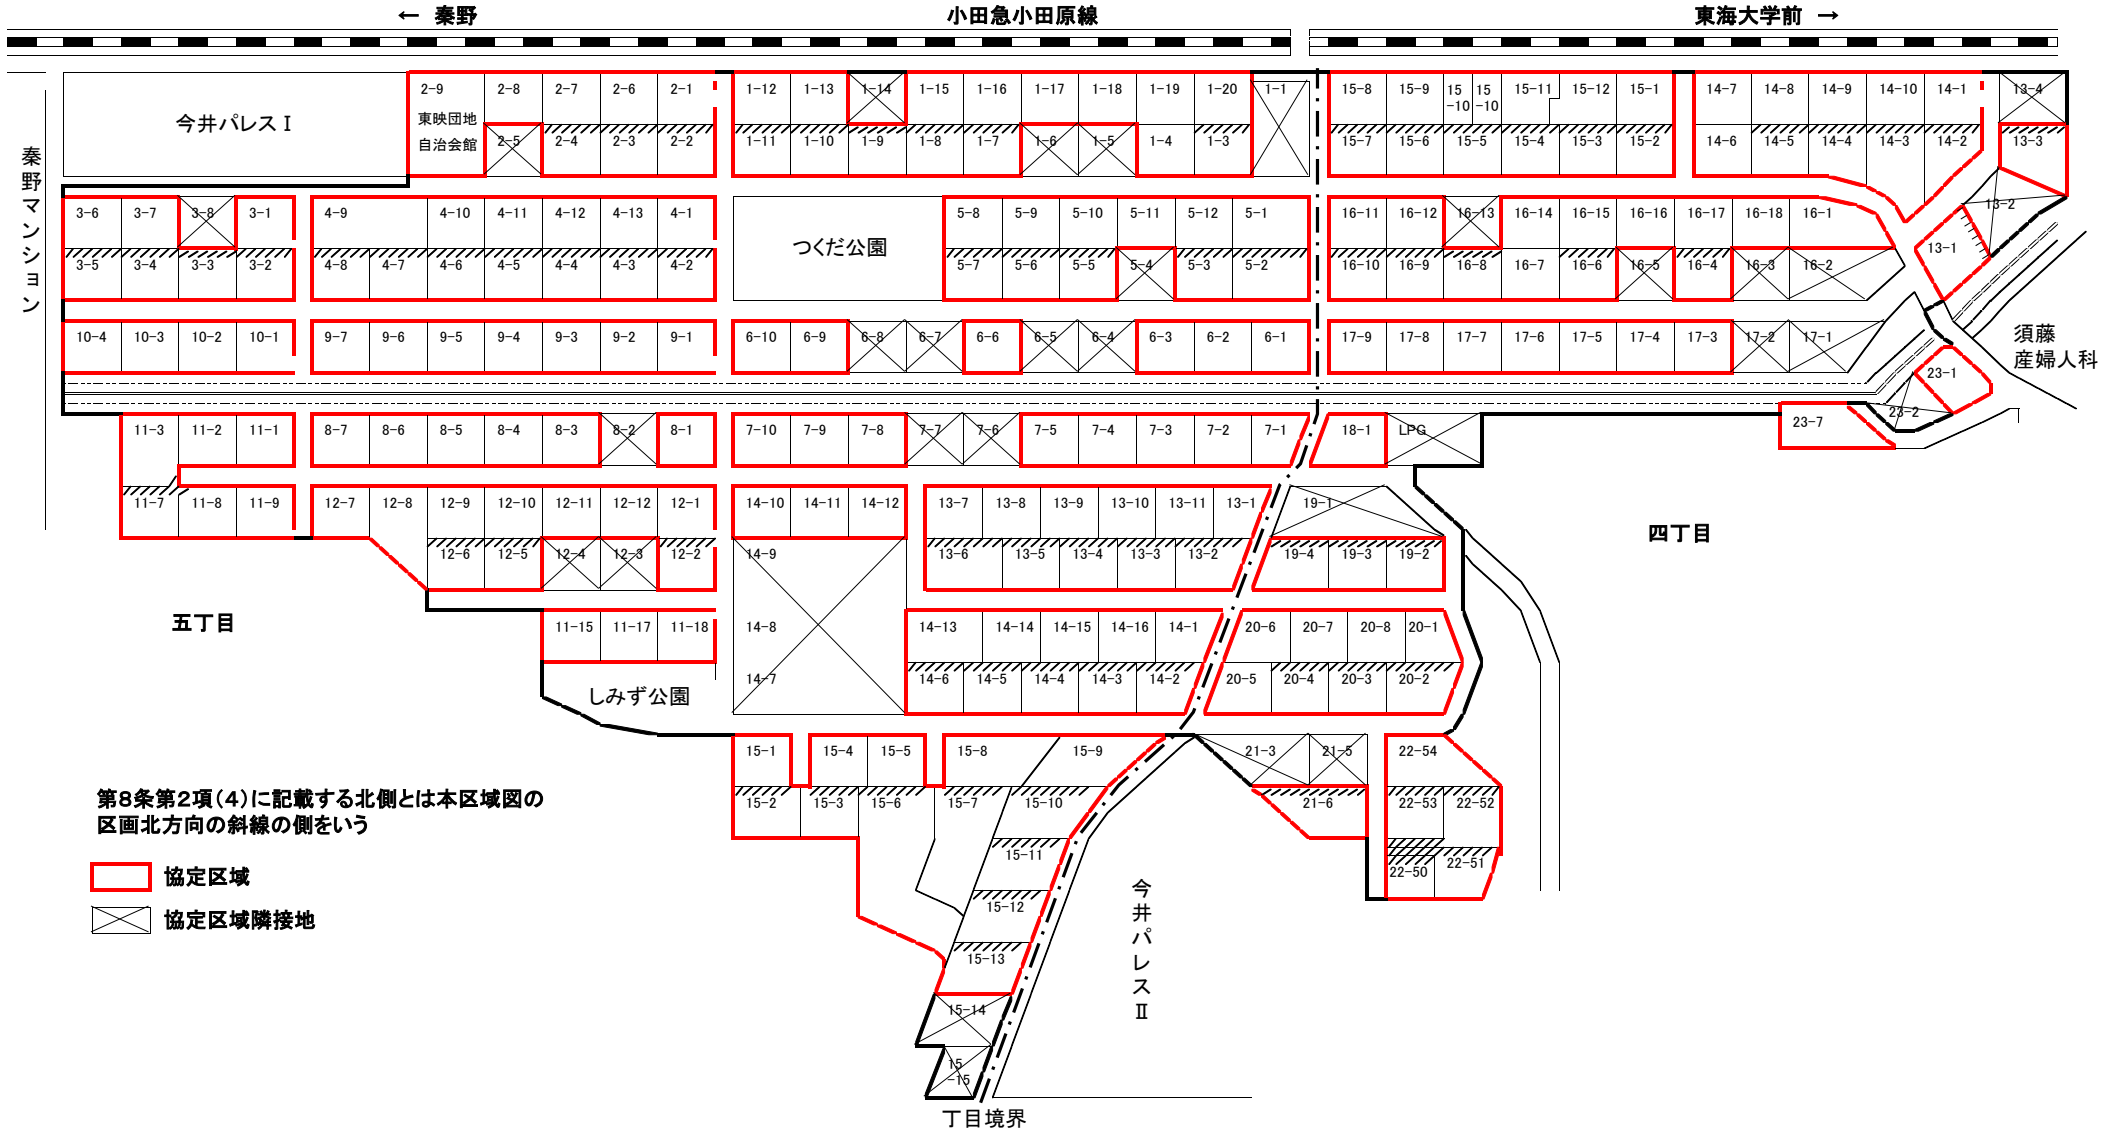 ← 秦野 小田急小田原線 東海大学前 →
今井パレスⅠ
2-9 2-8 2-7 2-6 2-1 1-12 1-13 1-14 1-15 1-16 1-17 1-18 1-19 1-20 1-1 15-8 15-9 15-10 15-10 15-11 15-12 15-1 14-7 14-8 14-9 14-10 14-1 13-4
東映団地
自治会館
2-5 2-4 2-3 2-2 1-11 1-10 1-9 1-8 1-7 1-6 1-5 1-4 1-3 15-7 15-6 15-5 15-4 15-3 15-2 14-6 14-5 14-4 14-3 14-2 13-3
秦野マンション
3-6 3-7 3-8 3-1 4-9 4-10 4-11 4-12 4-13 4-1 5-8 5-9 5-10 5-11 5-12 5-1 16-11 16-12 16-13 16-14 16-15 16-16 16-17 16-18 16-1 13-2
つくだ公園
13-1
3-5 3-4 3-3 3-2 4-8 4-7 4-6 4-5 4-4 4-3 4-2 5-7 5-6 5-5 5-4 5-3 5-2 16-10 16-9 16-8 16-7 16-6 16-5 16-4 16-3 16-2
10-4 10-3 10-2 10-1 9-7 9-6 9-5 9-4 9-3 9-2 9-1 6-10 6-9 6-8 6-7 6-6 6-5 6-4 6-3 6-2 6-1 17-9 17-8 17-7 17-6 17-5 17-4 17-3 17-2 17-1
須藤
産婦人科
23-1
23-2
23-7
11-3 11-2 11-1 8-7 8-6 8-5 8-4 8-3 8-2 8-1 7-10 7-9 7-8 7-7 7-6 7-5 7-4 7-3 7-2 7-1 18-1 LPG
11-7 11-8 11-9 12-7 12-8 12-9 12-10 12-11 12-12 12-1 14-10 14-11 14-12 13-7 13-8 13-9 13-10 13-11 13-1 19-1
四丁目
12-6 12-5 12-4 12-3 12-2 14-9 13-6 13-5 13-4 13-3 13-2 19-4 19-3 19-2
五丁目
11-15 11-17 11-18 14-8 14-13 14-14 14-15 14-16 14-1 20-6 20-7 20-8 20-1
しみず公園
14-7 14-6 14-5 14-4 14-3 14-2 20-5 20-4 20-3 20-2
15-1 15-4 15-5 15-8 15-9 21-3 21-5 22-54
15-2 15-3 15-6 15-7 15-10 21-6 22-53 22-52
第8条第2項(4)に記載する北側とは本区域図の
区画北方向の斜線の側をいう
15-11 22-50 22-51
協定区域
15-12
協定区域隣接地
今井パレスⅡ
15-13
15-14
15
-15
丁目境界